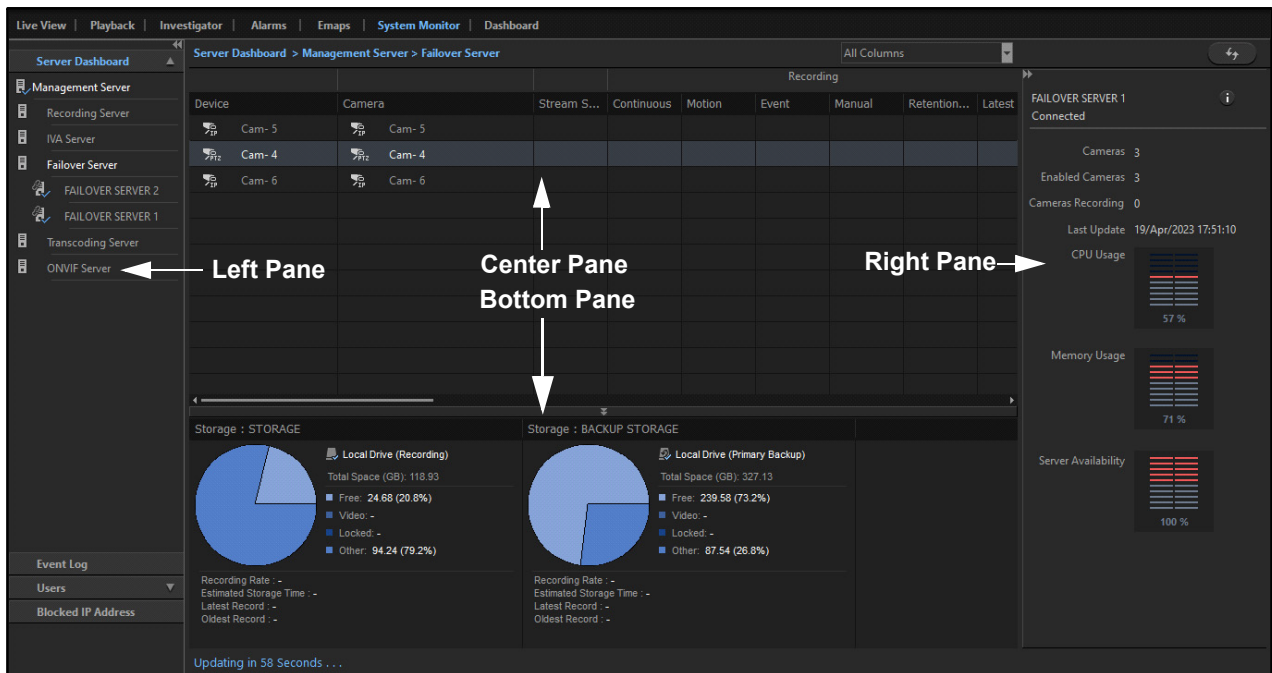 Live View | Playback | Investigator | Alarms | Emaps | System Monitor | Dashboard
Server Dashboard
Management Server
Recording Server
IVA Server
Failover Server
FAILOVER SERVER 2
FAILOVER SERVER 1
Transcoding Server
ONVIF Server
Left Pane
Event Log
Users
Blocked IP Address
Server Dashboard > Management Server > Failover Server
All Columns
Recording
Device Camera Stream S... Continuous Motion Event Manual Retention... Latest
IP Cam- 5 IP Cam- 5
PTZ Cam- 4 PTZ Cam- 4
IP Cam- 6 IP Cam- 6
Center Pane
Bottom Pane
Storage : STORAGE
Local Drive (Recording)
Total Space (GB): 118.93
Free: 24.68 (20.8%)
Video: -
Locked: -
Other: 94.24 (79.2%)
Recording Rate : -
Estimated Storage Time : -
Latest Record : -
Oldest Record : -
Storage : BACKUP STORAGE
Local Drive (Primary Backup)
Total Space (GB): 327.13
Free: 239.58 (73.2%)
Video: -
Locked: -
Other: 87.54 (26.8%)
Recording Rate : -
Estimated Storage Time : -
Latest Record : -
Oldest Record : -
Updating in 58 Seconds . . .
FAILOVER SERVER 1
i
Connected
Cameras 3
Enabled Cameras 3
Cameras Recording 0
Last Update 19/Apr/2023 17:51:10
Right Pane
CPU Usage
57 %
Memory Usage
71 %
Server Availability
100 %